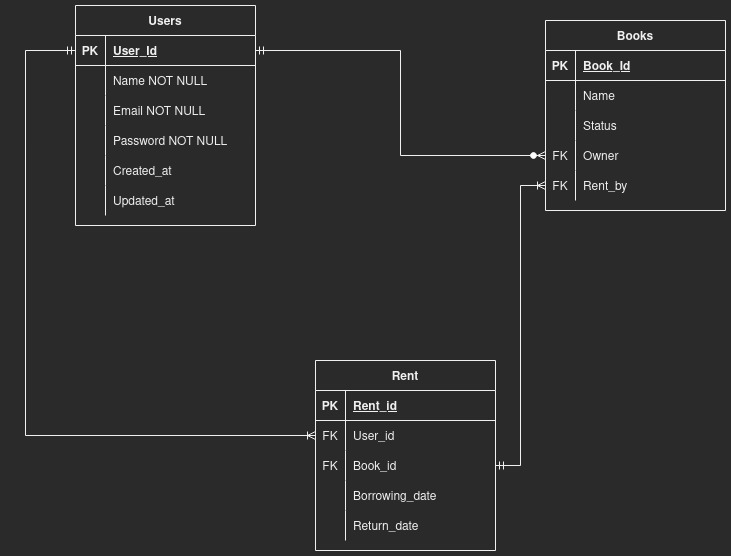 Users
PK User_Id
Name NOT NULL
Email NOT NULL
Password NOT NULL
Created_at
Updated_at
Books
PK Book_Id
Name
Status
FK Owner
FK Rent_by
Rent
PK Rent_id
FK User_id
FK Book_id
Borrowing_date
Return_date